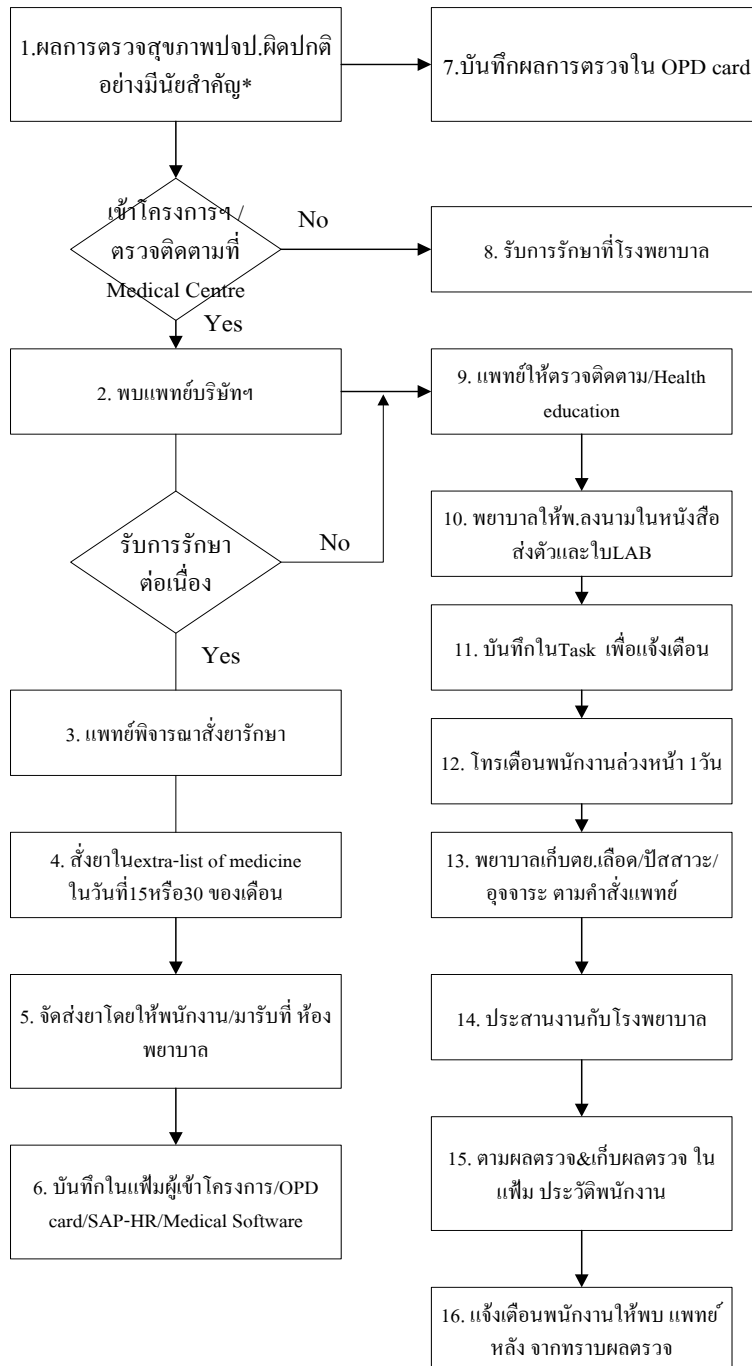 1.ผลการตรวจสุขภาพปจป.ผิดปกติ
อย่างมีนัยสำคัญ*
7.บันทึกผลการตรวจใน OPD card
เข้าโครงการฯ /
ตรวจติดตามที่
Medical Centre
No
8. รับการรักษาที่โรงพยาบาล
Yes
2. พบแพทย์บริษัทฯ
9. แพทย์ให้ตรวจติดตาม/Health
education
รับการรักษา
ต่อเนื่อง
No
10. พยาบาลให้พ.ลงนามในหนังสือ
ส่งตัวและใบLAB
Yes
11. บันทึกในTask เพื่อแจ้งเตือน
3. แพทย์พิจารณาสั่งยารักษา
12. โทรเตือนพนักงานล่วงหน้า 1วัน
4. สั่งยาในextra-list of medicine
ในวันที่15หรือ30 ของเดือน
13. พยาบาลเก็บตย.เลือด/ปัสสาวะ/
อุจจาระ ตามคำสั่งแพทย์
5. จัดส่งยาโดยให้พนักงาน/มารับที่ ห้อง
พยาบาล
14. ประสานงานกับโรงพยาบาล
6. บันทึกในแฟ้มผู้เข้าโครงการ/OPD
card/SAP-HR/Medical Software
15. ตามผลตรวจ&เก็บผลตรวจ ใน
แฟ้ม ประวัติพนักงาน
16. แจ้งเตือนพนักงานให้พบ แพทย์
หลัง จากทราบผลตรวจ